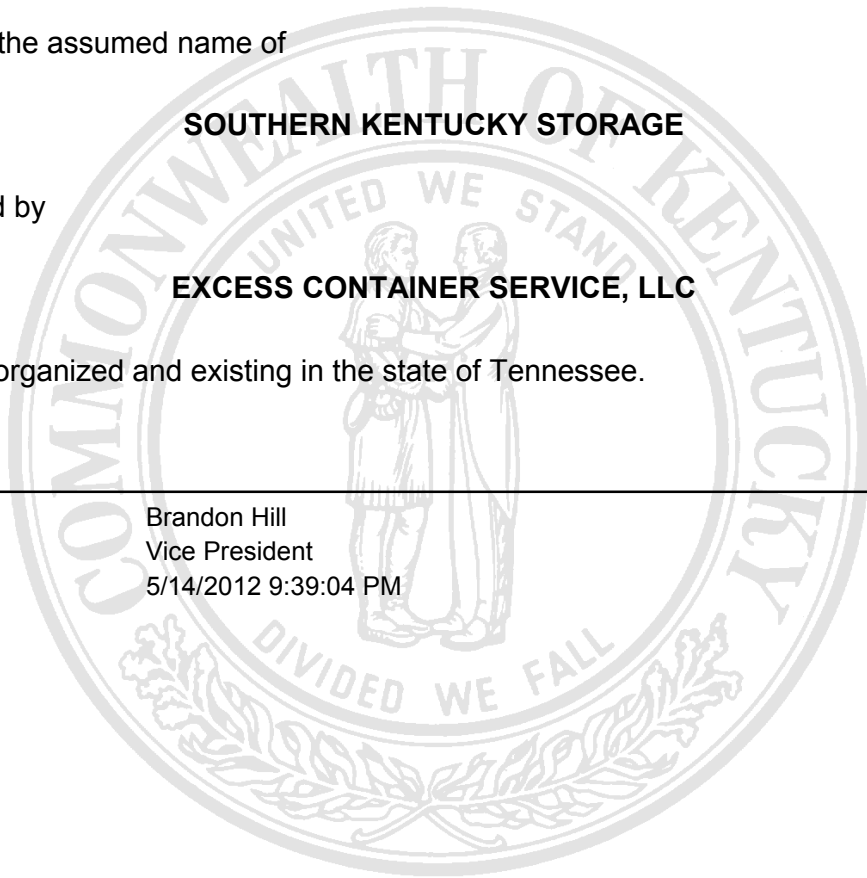 the assumed name of
SOUTHERN KENTUCKY STORAGE
d by
EXCESS CONTAINER SERVICE, LLC
organized and existing in the state of Tennessee.
Brandon Hill
Vice President
5/14/2012 9:39:04 PM
COMMONWEALTH OF KENTUCKY
UNITED WE STAND
DIVIDED WE FALL